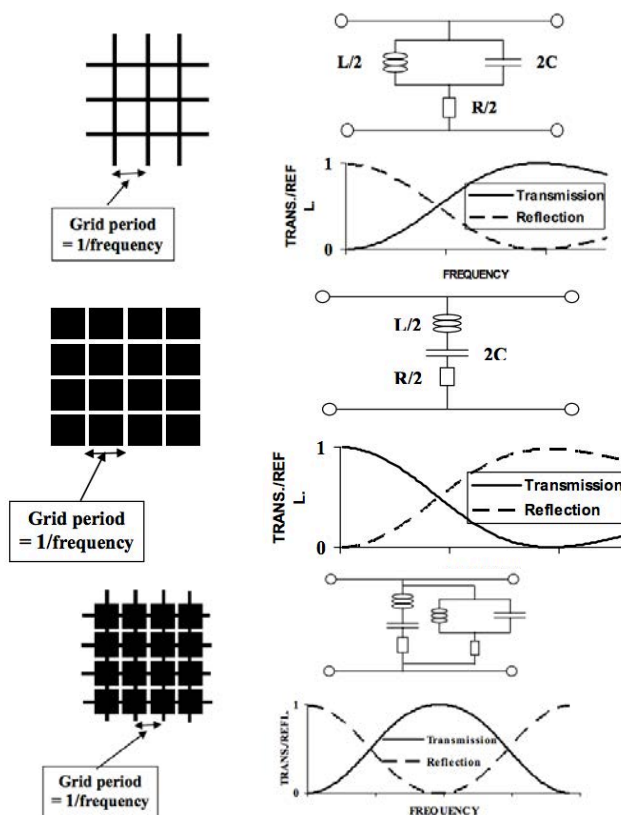 L/2
2C
R/2
Grid period
= 1/frequency
TRANS./REF
L.
1
0
Transmission
Reflection
FREQUENCY
L/2
2C
R/2
Grid period
= 1/frequency
TRANS./REF
L.
1
0
Transmission
Reflection
Grid period
= 1/frequency
TRANS./REFL.
1
0
Transmission
Reflection
FREQUENCY